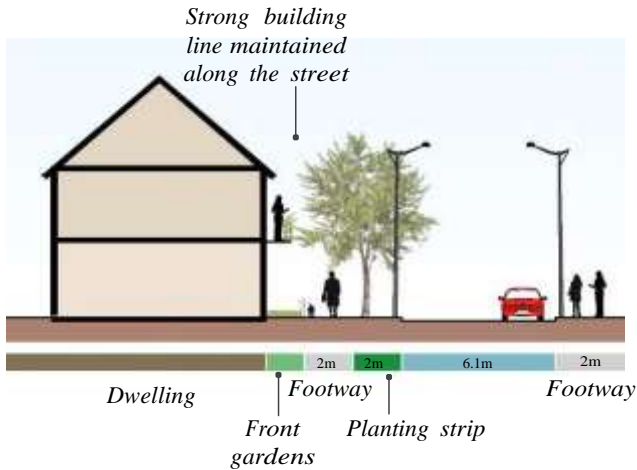 Strong building
line maintained
along the street
2m
2m
6.1m
2m
Dwelling
Footway
Footway
Front
gardens
Planting strip